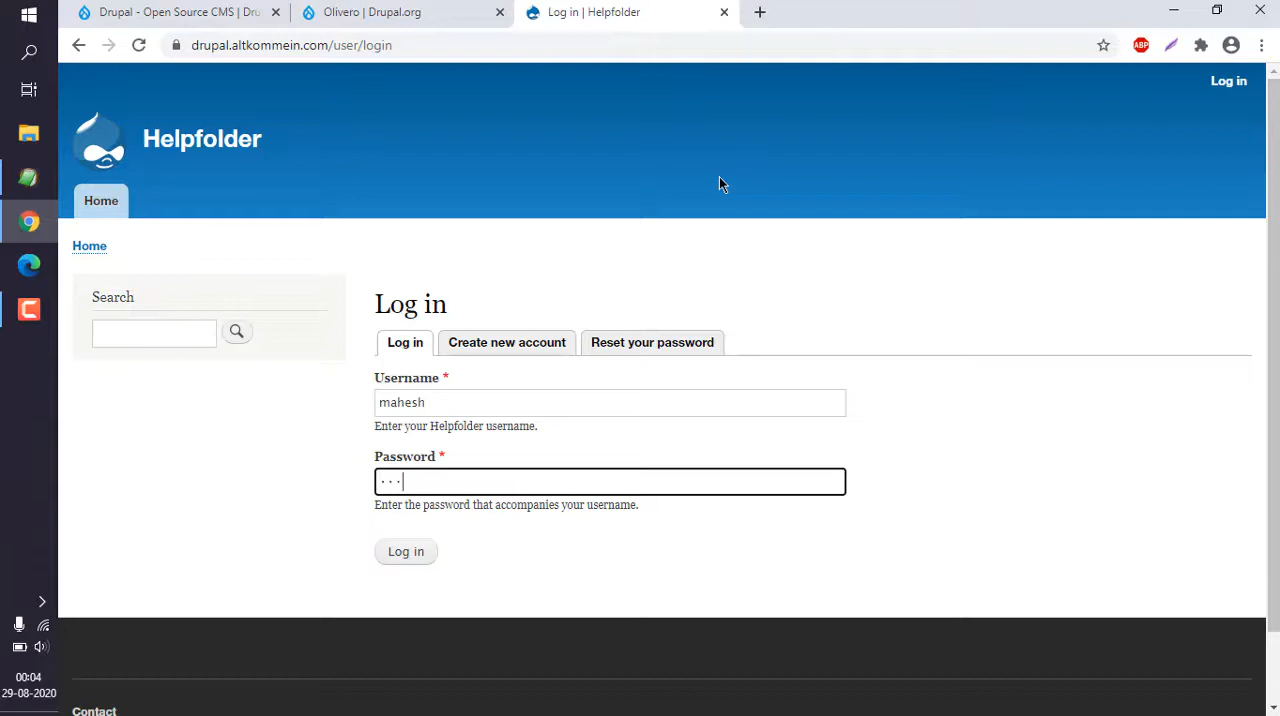 Drupal - Open Source CMS | Dru
Olivero | Drupal.org
Log in | Helpfolder
drupal.altkommein.com/user/login
ABP
Log in
Helpfolder
Home
Home
Search
Log in
Log in
Create new account
Reset your password
Username *
mahesh
Enter your Helpfolder username.
Password *
···
Enter the password that accompanies your username.
Log in
00:04
29-08-2020
Contact